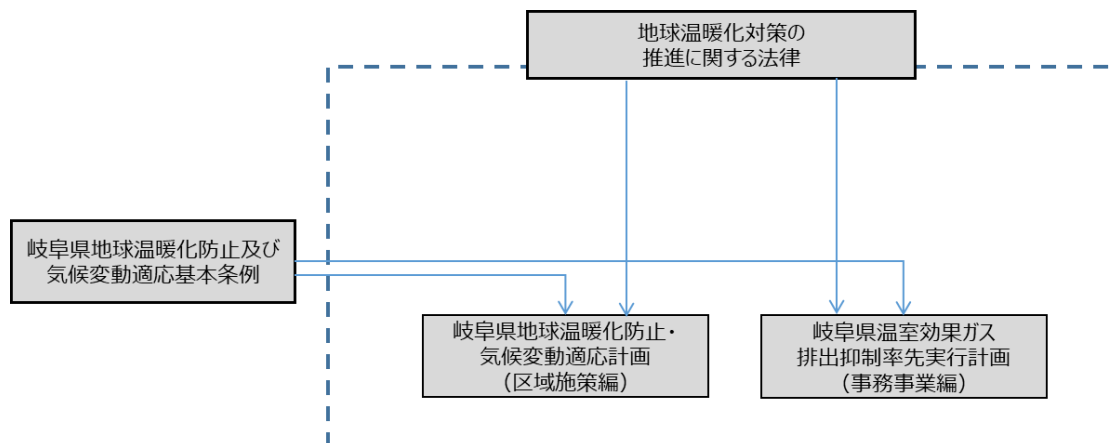 地球温暖化対策の
推進に関する法律
岐阜県地球温暖化防止及び
気候変動適応基本条例
岐阜県地球温暖化防止・
気候変動適応計画
（区域施策編）
岐阜県温室効果ガス
排出抑制率先実行計画
（事務事業編）